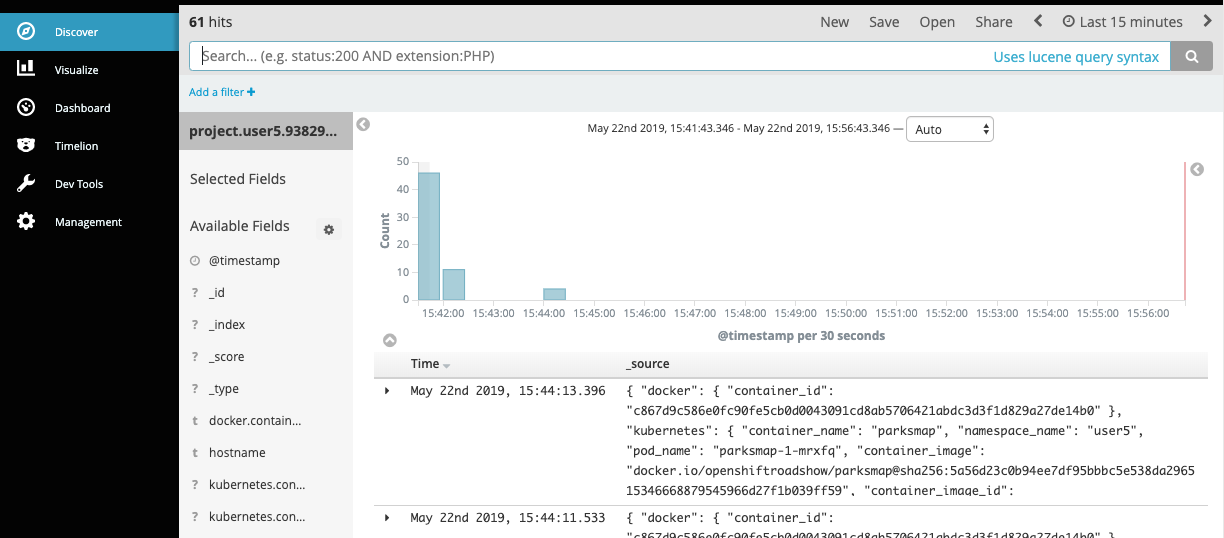 Discover
Visualize
Dashboard
Timelion
Dev Tools
Management
61 hits
New Save Open Share Last 15 minutes
Search... (e.g. status:200 AND extension:PHP) Uses lucene query syntax
Add a filter +
project.user5.93829...
Selected Fields
Available Fields
@timestamp
? _id
? _index
? _score
? _type
t docker.contain...
t hostname
? kubernetes.con...
? kubernetes.con...
May 22nd 2019, 15:41:43.346 - May 22nd 2019, 15:56:43.346 — Auto
Count
50
40
30
20
10
0
15:42:00 15:43:00 15:44:00 15:45:00 15:46:00 15:47:00 15:48:00 15:49:00 15:50:00 15:51:00 15:52:00 15:53:00 15:54:00 15:55:00 15:56:00
@timestamp per 30 seconds
Time _source
May 22nd 2019, 15:44:13.396 { "docker": { "container_id":
"c867d9c586e0fc90fe5cb0d0043091cd8ab5706421abdc3d3f1d829a27de14b0" },
"kubernetes": { "container_name": "parksmap", "namespace_name": "user5",
"pod_name": "parksmap-1-mrxfq", "container_image":
"docker.io/openshiftroadshow/parksmap@sha256:5a56d23c0b94ee7df95bbbc5e538da2965
15346668879545966d27f1b039ff59", "container_image_id":
May 22nd 2019, 15:44:11.533 { "docker": { "container_id":
"c867d9c586e0fc90fe5cb0d0043091cd8ab5706421abdc3d3f1d829a27de14b0" },